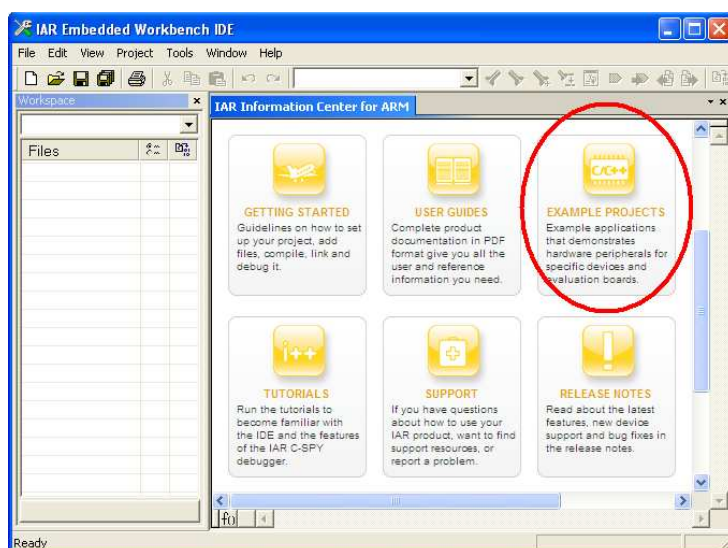 IAR Embedded Workbench IDE
File Edit View Project Tools Window Help
Workspace
IAR Information Center for ARM
Files
GETTING STARTED
Guidelines on how to set
up your project, add
files, compile, link and
debug it.
USER GUIDES
Complete product
documentation in PDF
format give you all the
user and reference
information you need.
C/C++
EXAMPLE PROJECTS
Example applications
that demonstrates
hardware peripherals for
specific devices and
evaluation boards.
i++
TUTORIALS
Run the tutorials to
become familiar with
the IDE and the features
of the IAR C-SPY
debugger.
SUPPORT
If you have questions
about how to use your
IAR product, want to find
support resources, or
report a problem.
RELEASE NOTES
Read about the latest
features, new device
support and bug fixes in
the release notes.
Ready